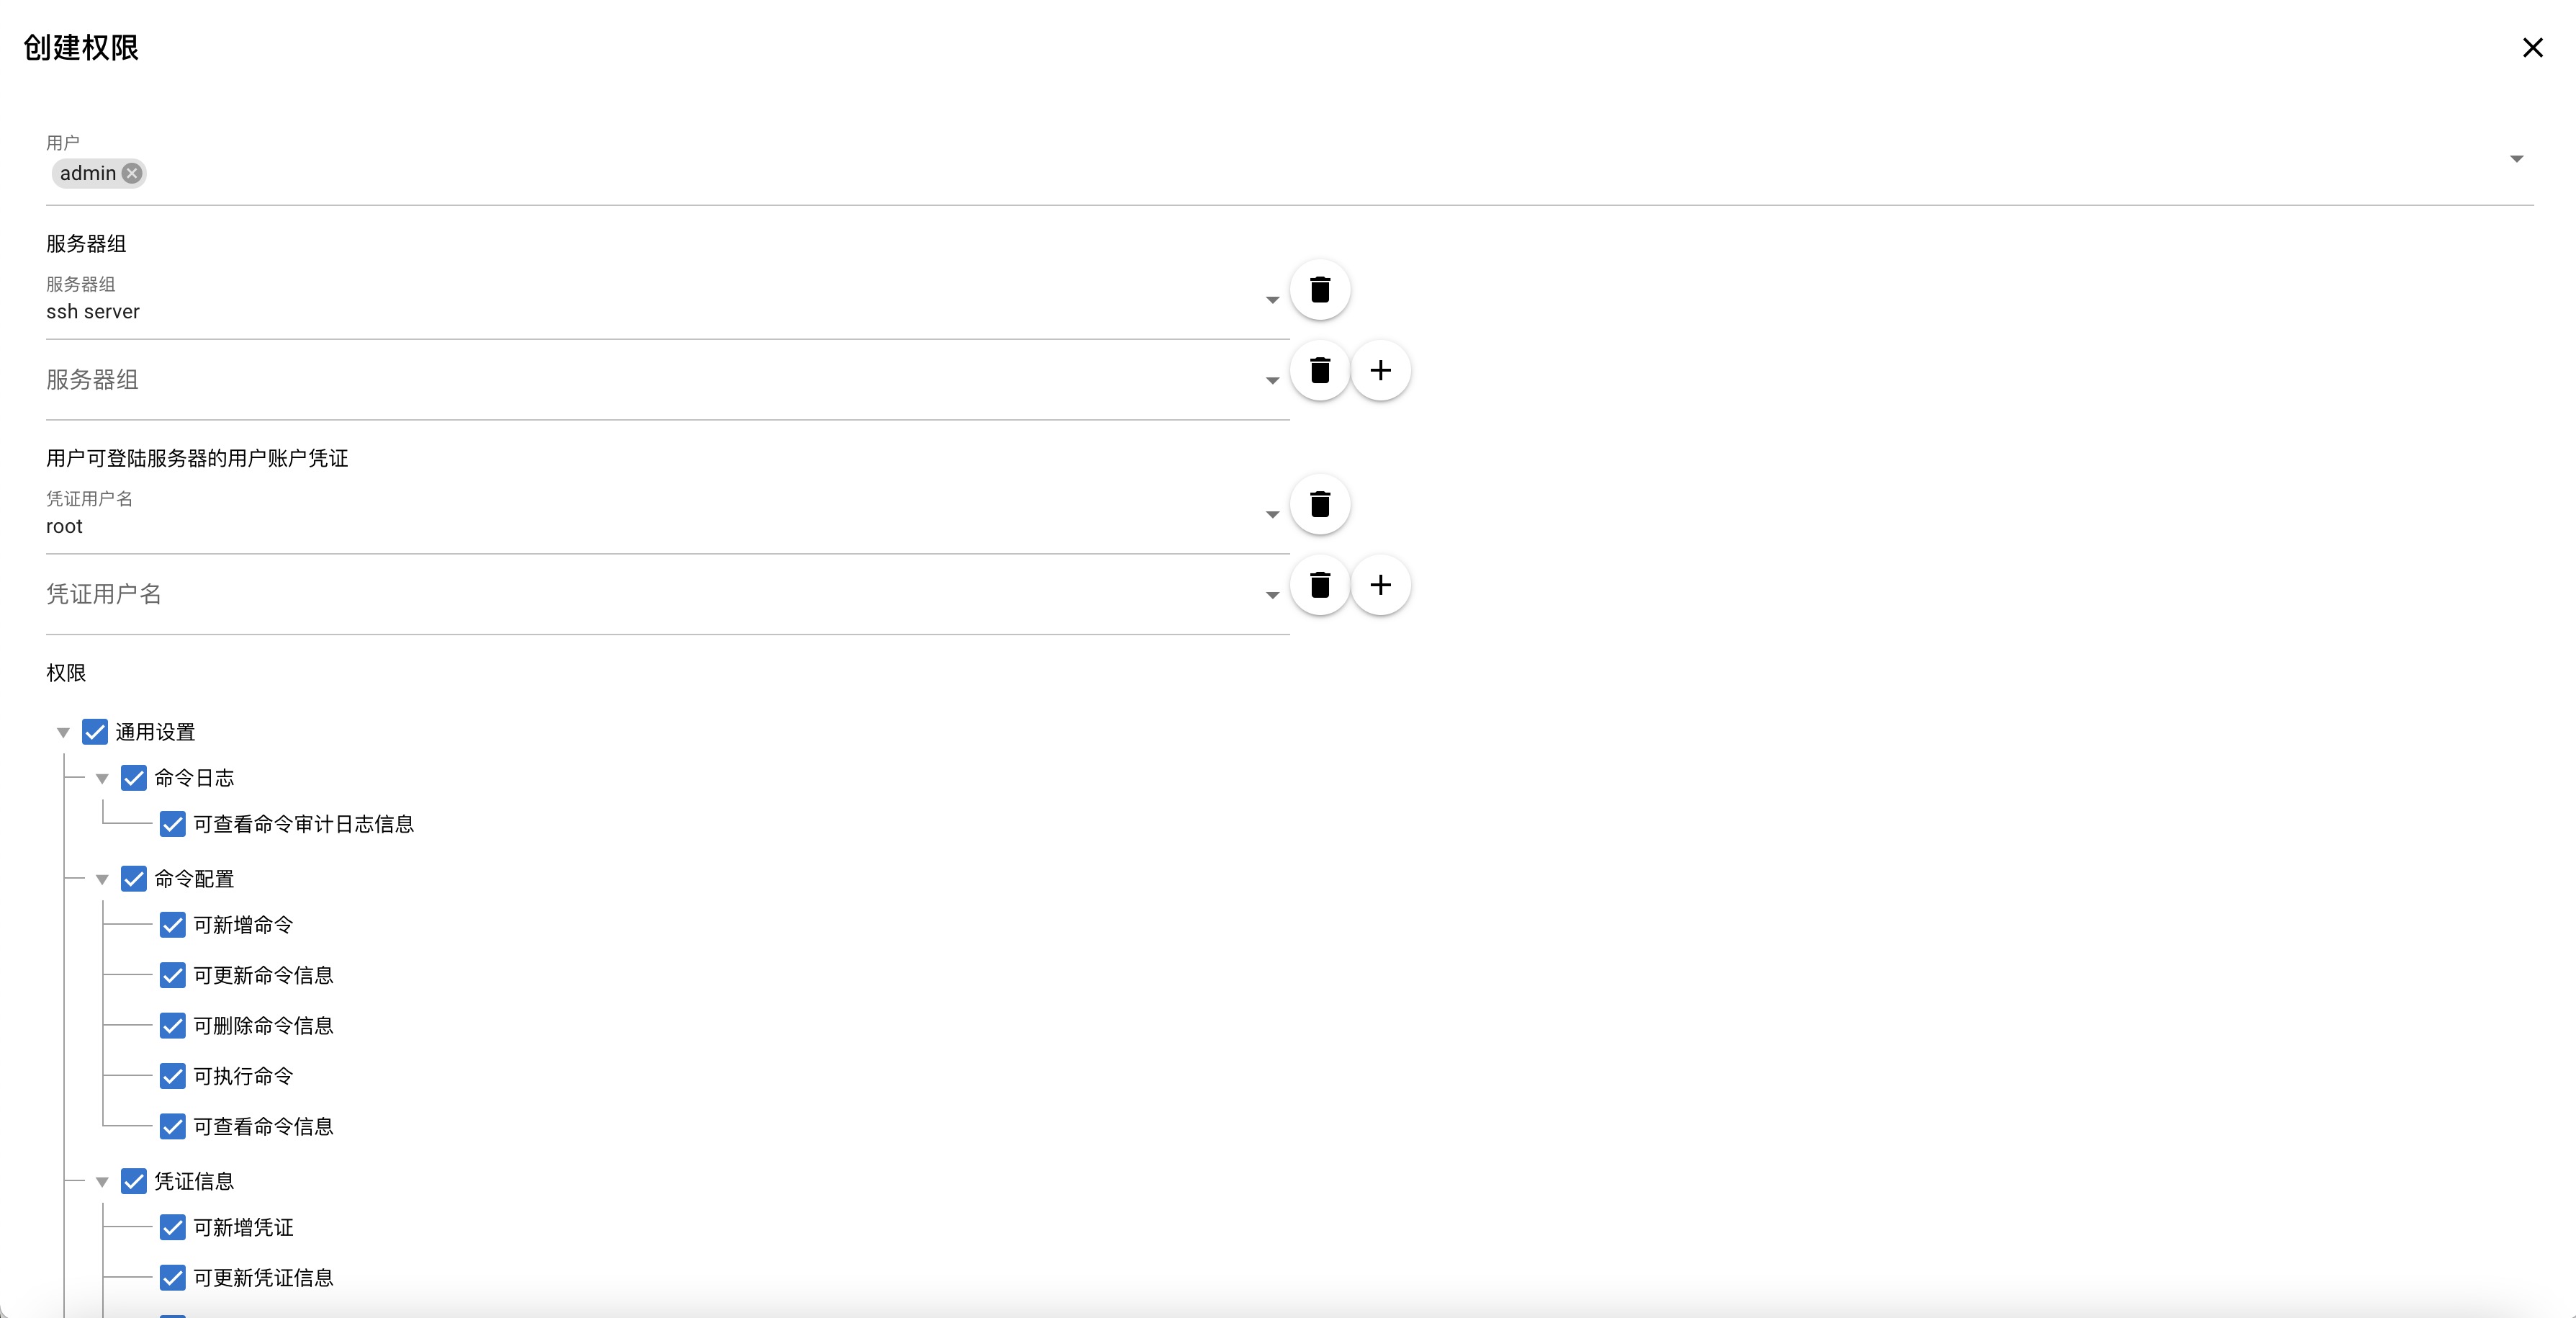 创建权限
用户
admin
服务器组
服务器组
ssh server
服务器组
用户可登陆服务器的用户账户凭证
凭证用户名
root
凭证用户名
权限
通用设置
命令日志
可查看命令审计日志信息
命令配置
可新增命令
可更新命令信息
可删除命令信息
可执行命令
可查看命令信息
凭证信息
可新增凭证
可更新凭证信息